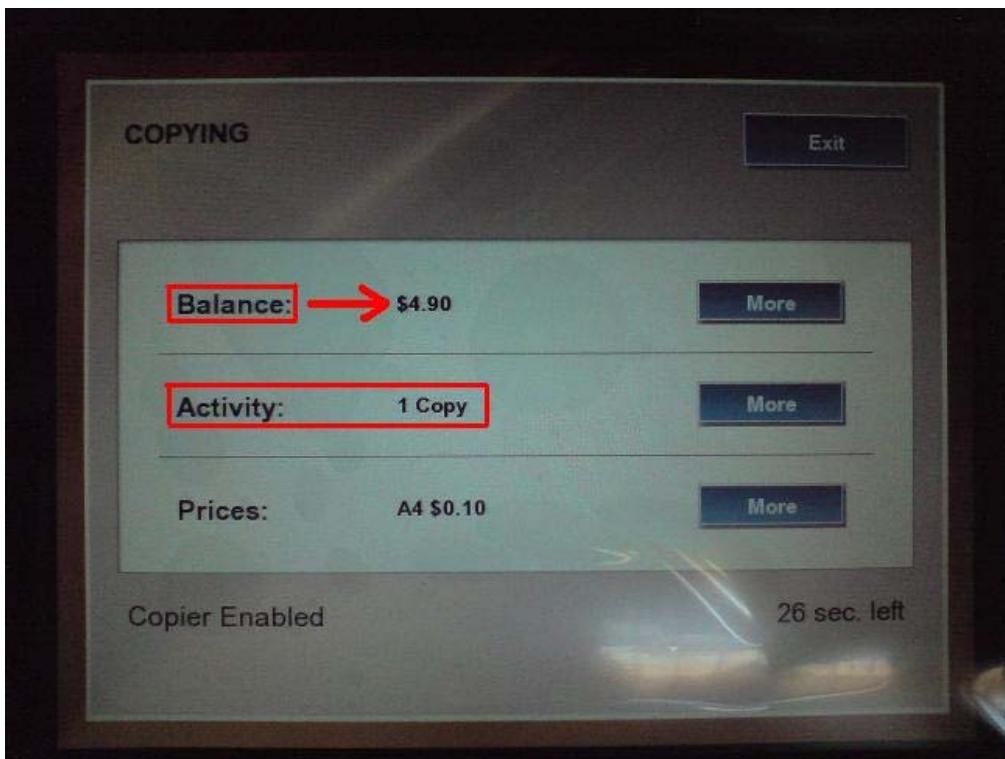 COPYING
Exit
Balance: $4.90 More
Activity: 1 Copy More
Prices: A4 $0.10 More
Copier Enabled 26 sec. left